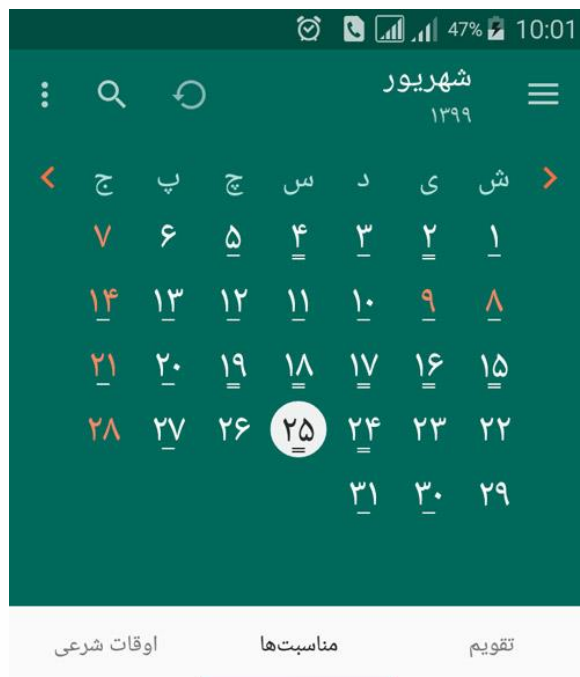 47% 10:01
شهریور
۱۳۹۹
ش ی د س چ پ ج
۱ ۲ ۳ ۴ ۵ ۶ ۷
۸ ۹ ۱۰ ۱۱ ۱۲ ۱۳ ۱۴
۱۵ ۱۶ ۱۷ ۱۸ ۱۹ ۲۰ ۲۱
۲۲ ۲۳ ۲۴ ۲۵ ۲۶ ۲۷ ۲۸
۲۹ ۳۰ ۳۱
تقویم مناسبت‌ها اوقات شرعی